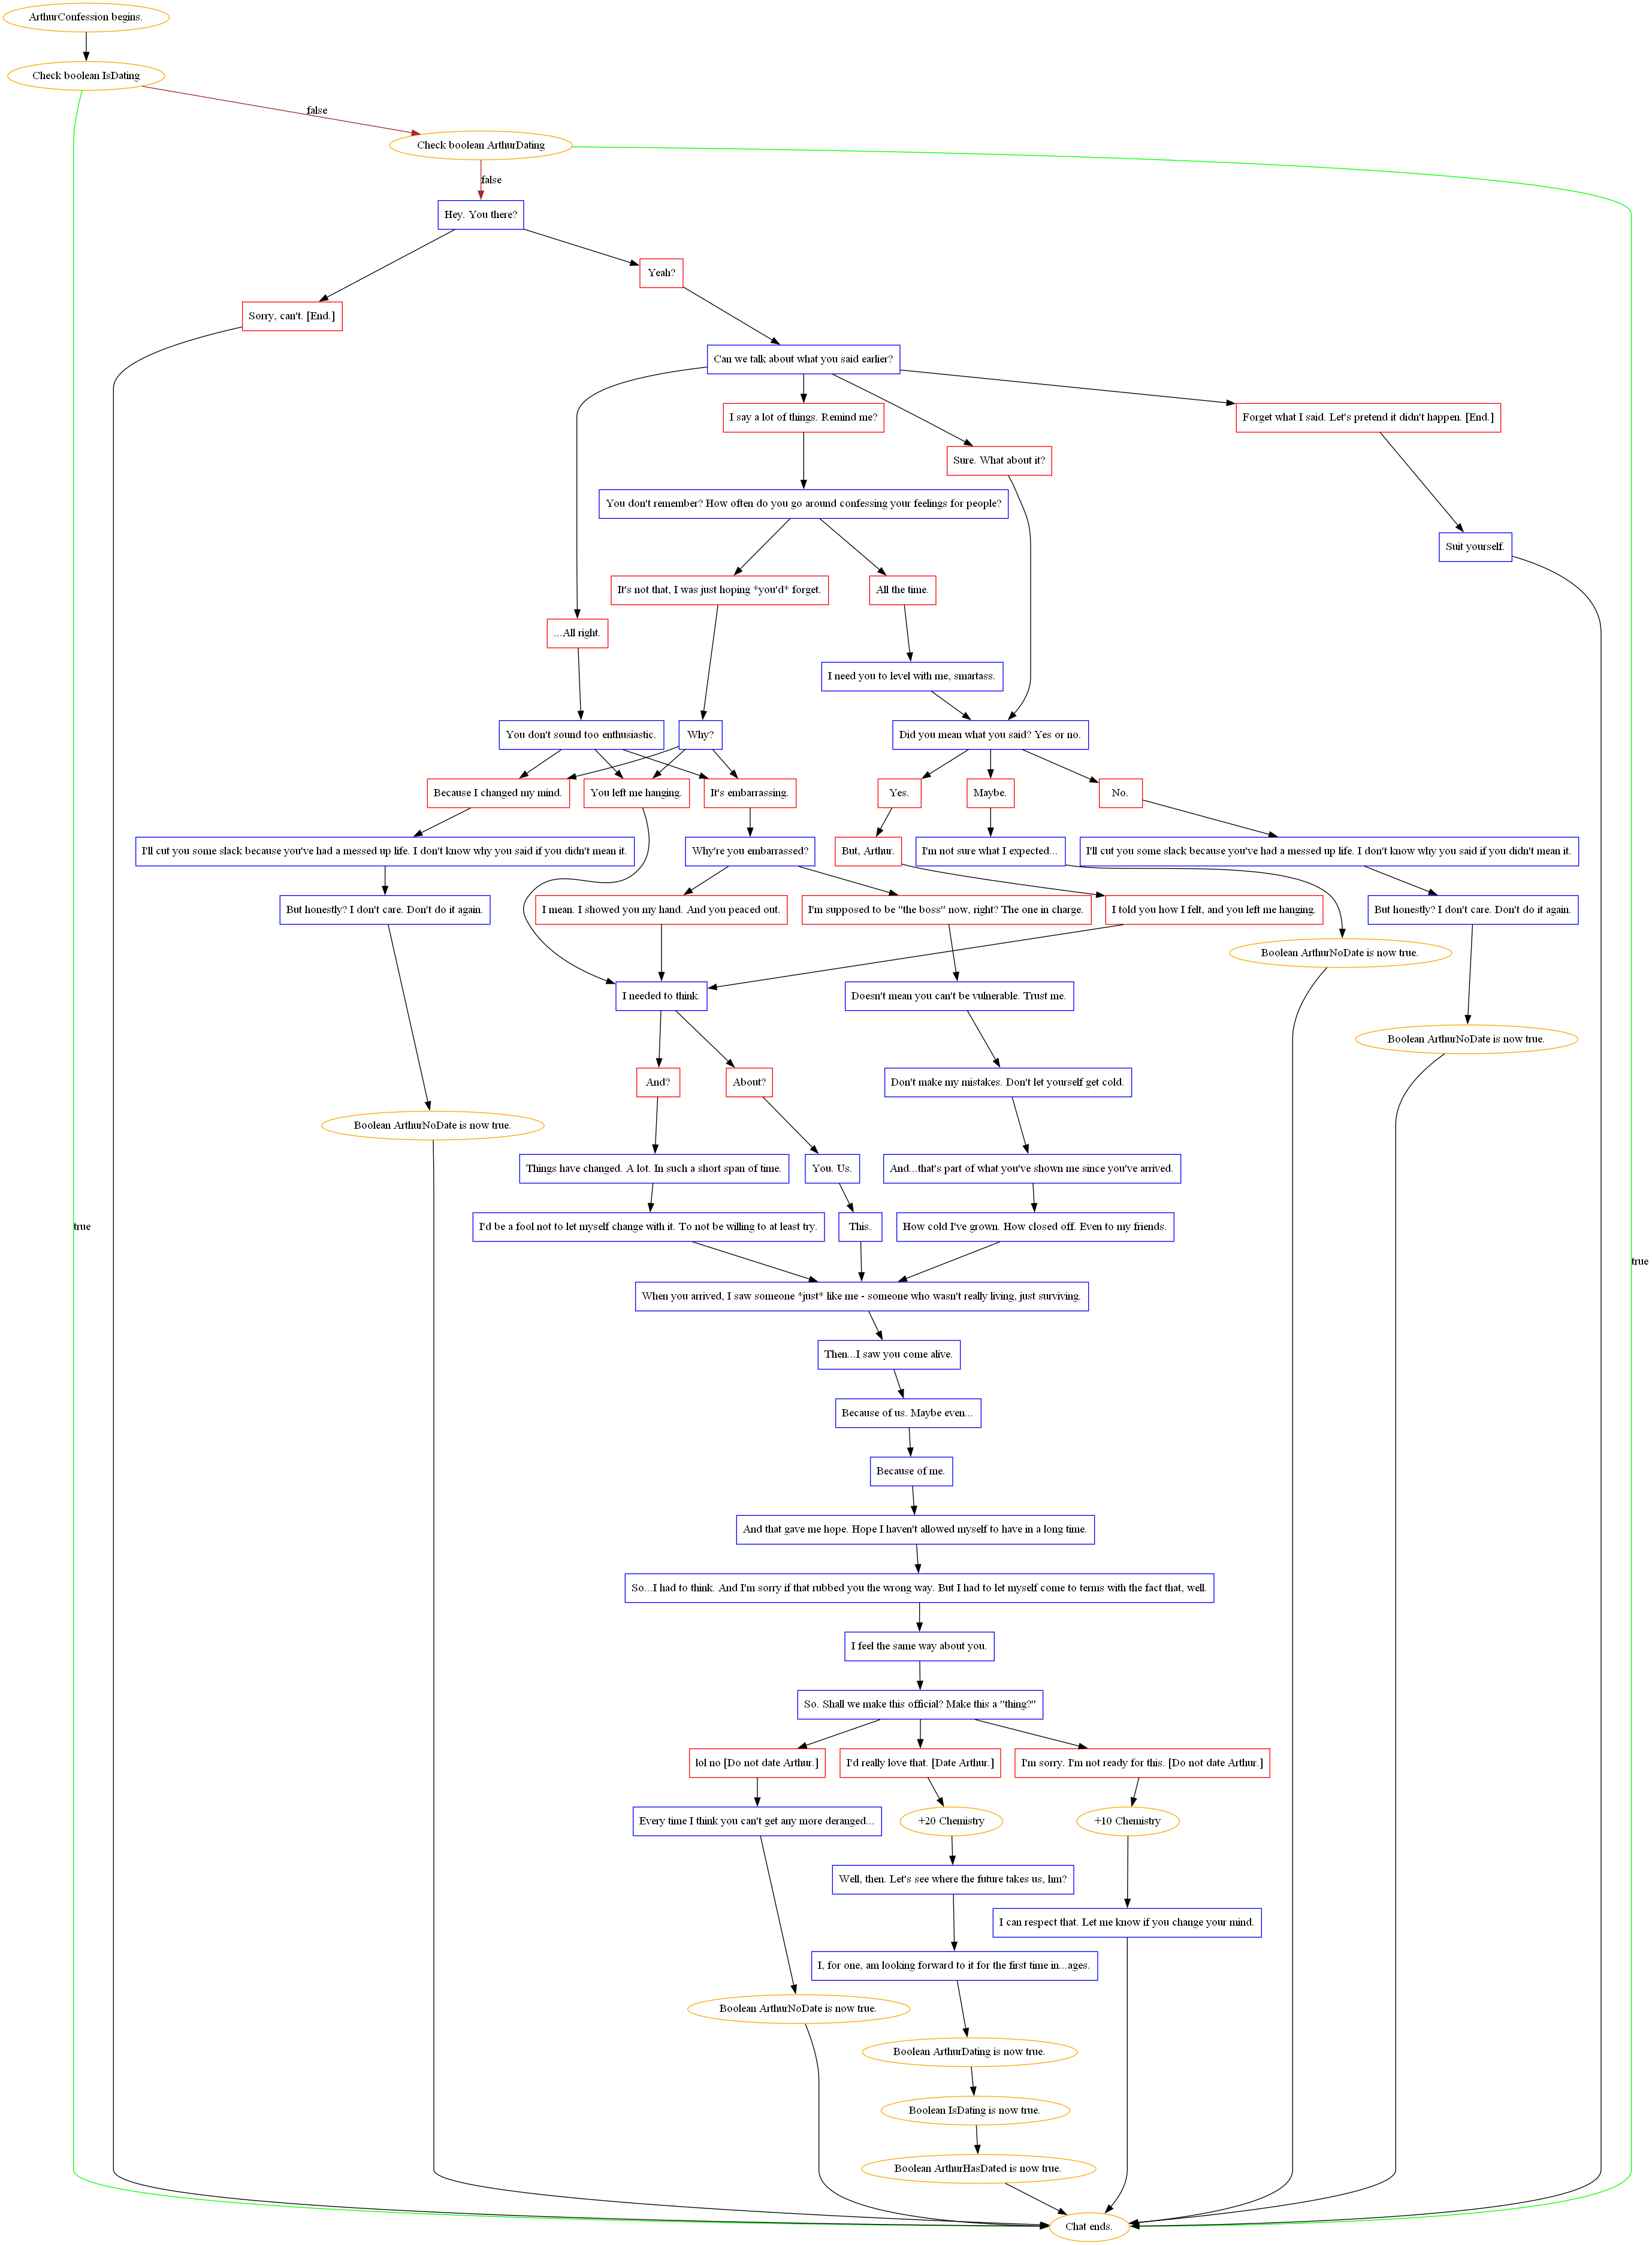 ArthurConfession begins.
Check boolean IsDating
false
Check boolean ArthurDating
false
Hey. You there?
Yeah?
Sorry, can't. [End.]
Can we talk about what you said earlier?
I say a lot of things. Remind me?
Forget what I said. Let's pretend it didn't happen. [End.]
Sure. What about it?
You don't remember? How often do you go around confessing your feelings for people?
Suit yourself.
It's not that, I was just hoping *you'd* forget.
All the time.
...All right.
I need you to level with me, smartass.
You don't sound too enthusiastic.
Why?
Did you mean what you said? Yes or no.
Because I changed my mind.
You left me hanging.
It's embarrassing.
Yes.
Maybe.
No.
I'll cut you some slack because you've had a messed up life. I don't know why you said if you didn't mean it.
Why're you embarrassed?
But, Arthur.
I'm not sure what I expected...
I'll cut you some slack because you've had a messed up life. I don't know why you said if you didn't mean it.
But honestly? I don't care. Don't do it again.
I mean. I showed you my hand. And you peaced out.
I'm supposed to be "the boss" now, right? The one in charge.
I told you how I felt, and you left me hanging.
But honestly? I don't care. Don't do it again.
Boolean ArthurNoDate is now true.
I needed to think.
Doesn't mean you can't be vulnerable. Trust me.
Boolean ArthurNoDate is now true.
And?
About?
Don't make my mistakes. Don't let yourself get cold.
Boolean ArthurNoDate is now true.
Things have changed. A lot. In such a short span of time.
You. Us.
And...that's part of what you've shown me since you've arrived.
true
I'd be a fool not to let myself change with it. To not be willing to at least try.
This.
How cold I've grown. How closed off. Even to my friends.
true
When you arrived, I saw someone *just* like me - someone who wasn't really living, just surviving.
Then...I saw you come alive.
Because of us. Maybe even...
Because of me.
And that gave me hope. Hope I haven't allowed myself to have in a long time.
So...I had to think. And I'm sorry if that rubbed you the wrong way. But I had to let myself come to terms with the fact that, well.
I feel the same way about you.
So. Shall we make this official? Make this a "thing?"
lol no [Do not date Arthur.]
I'd really love that. [Date Arthur.]
I'm sorry. I'm not ready for this. [Do not date Arthur.]
Every time I think you can't get any more deranged...
+20 Chemistry
+10 Chemistry
Well, then. Let's see where the future takes us, hm?
I can respect that. Let me know if you change your mind.
I, for one, am looking forward to it for the first time in...ages.
Boolean ArthurNoDate is now true.
Boolean ArthurDating is now true.
Boolean IsDating is now true.
Boolean ArthurHasDated is now true.
Chat ends.